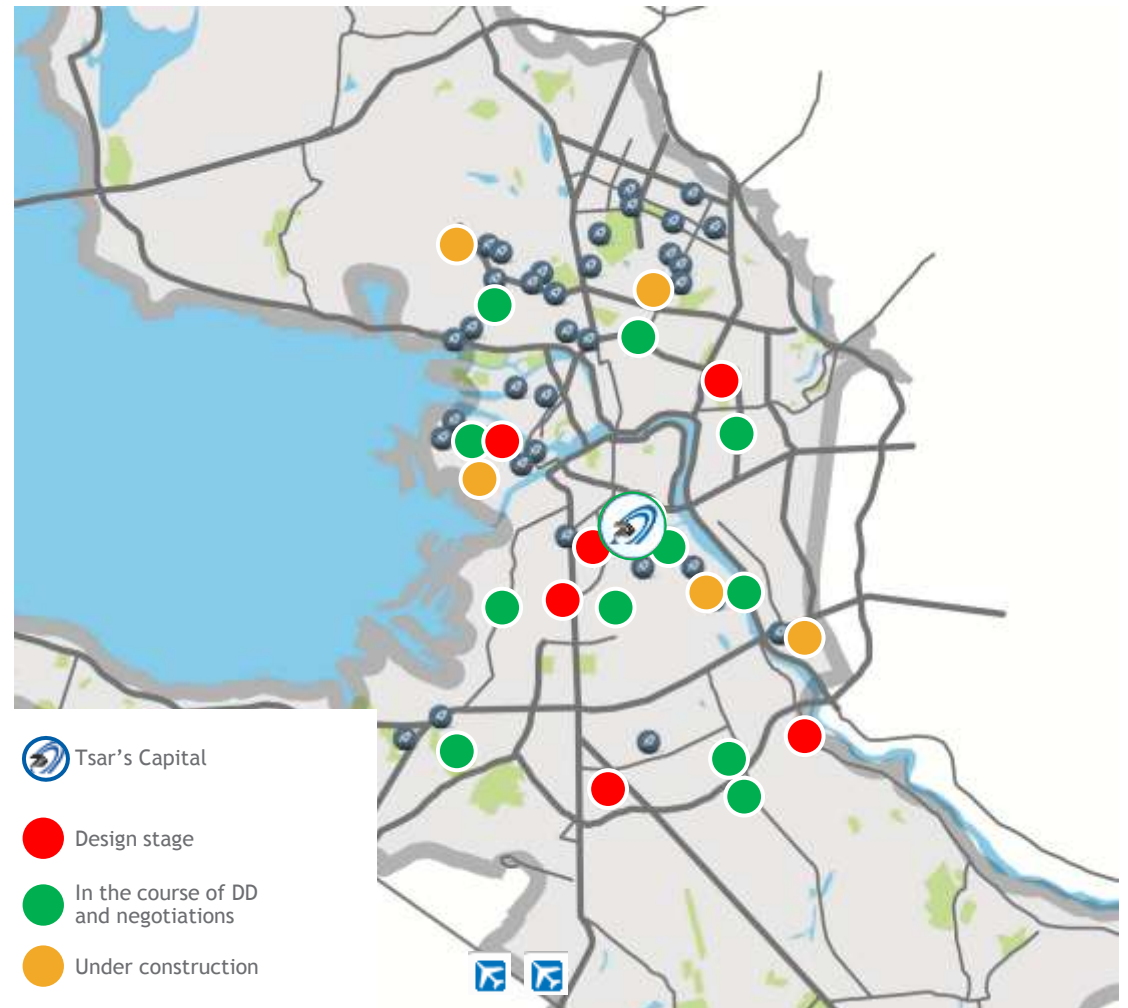 Tsar’s Capital
Design stage
In the course of DD
and negotiations
Under construction